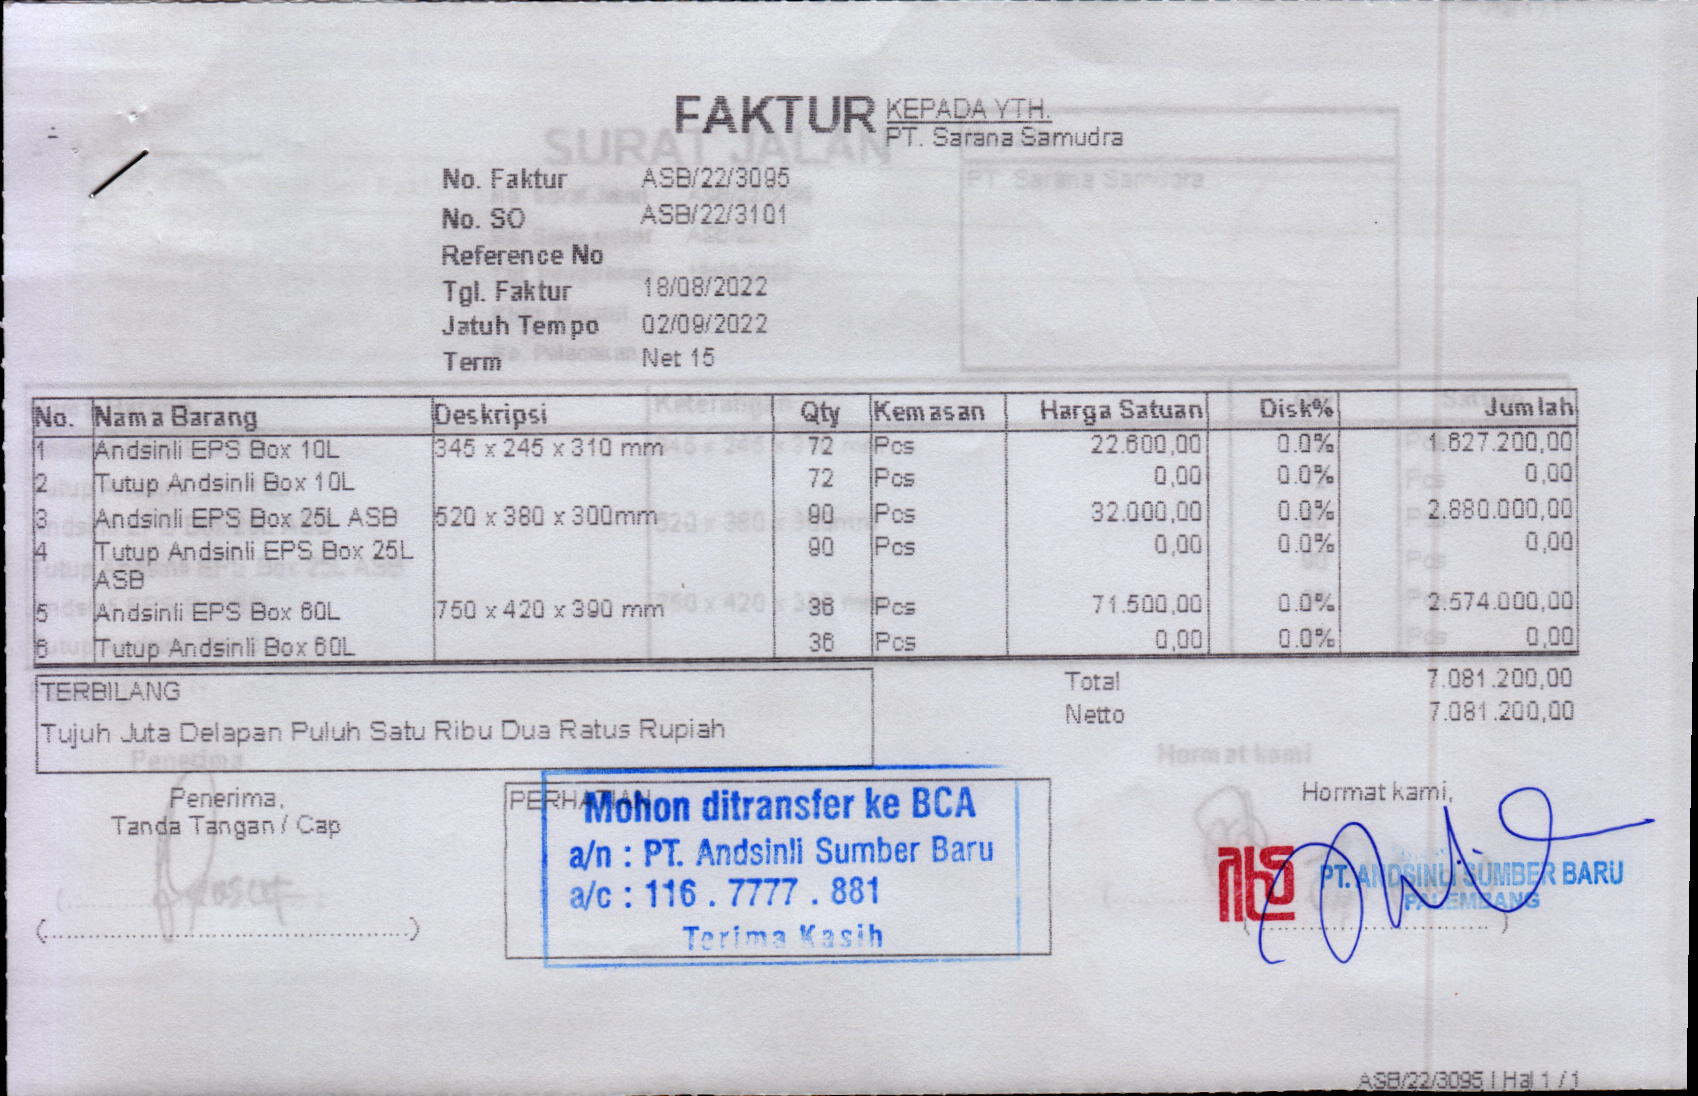 FAKTUR
KEPADA YTH.
PT. Sarana Samudra
No. Faktur ASB/22/3095
No. SO ASB/22/3101
Reference No
Tgl. Faktur 18/08/2022
Jatuh Tempo 02/09/2022
Term Net 15
No. Nama Barang Deskripsi Qty Kemasan Harga Satuan Disk% Jumlah
1 Andsinli EPS Box 10L 345 x 245 x 310 mm 72 Pcs 22.600,00 0.0% 1.627.200,00
2 Tutup Andsinli Box 10L 72 Pcs 0,00 0.0% 0,00
3 Andsinli EPS Box 25L ASB 520 x 380 x 300mm 90 Pcs 32.000,00 0.0% 2.880.000,00
4 Tutup Andsinli EPS Box 25L 90 Pcs 0,00 0.0% 0,00
ASB
5 Andsinli EPS Box 60L 750 x 420 x 390 mm 36 Pcs 71.500,00 0.0% 2.574.000,00
6 Tutup Andsinli Box 60L 36 Pcs 0,00 0.0% 0,00
Total 7.081.200,00
Netto 7.081.200,00
TERBILANG
Tujuh Juta Delapan Puluh Satu Ribu Dua Ratus Rupiah
Penerima,
Tanda Tangan / Cap
(..................................................)
PERHATIAN
Mohon ditransfer ke BCA
a/n : PT. Andsinli Sumber Baru
a/c : 116 . 7777 . 881
Terima Kasih
Hormat kami,
PT. ANDSINLI SUMBER BARU
PALEMBANG
(..............................)
ASB/22/3095 | Hal 1 / 1